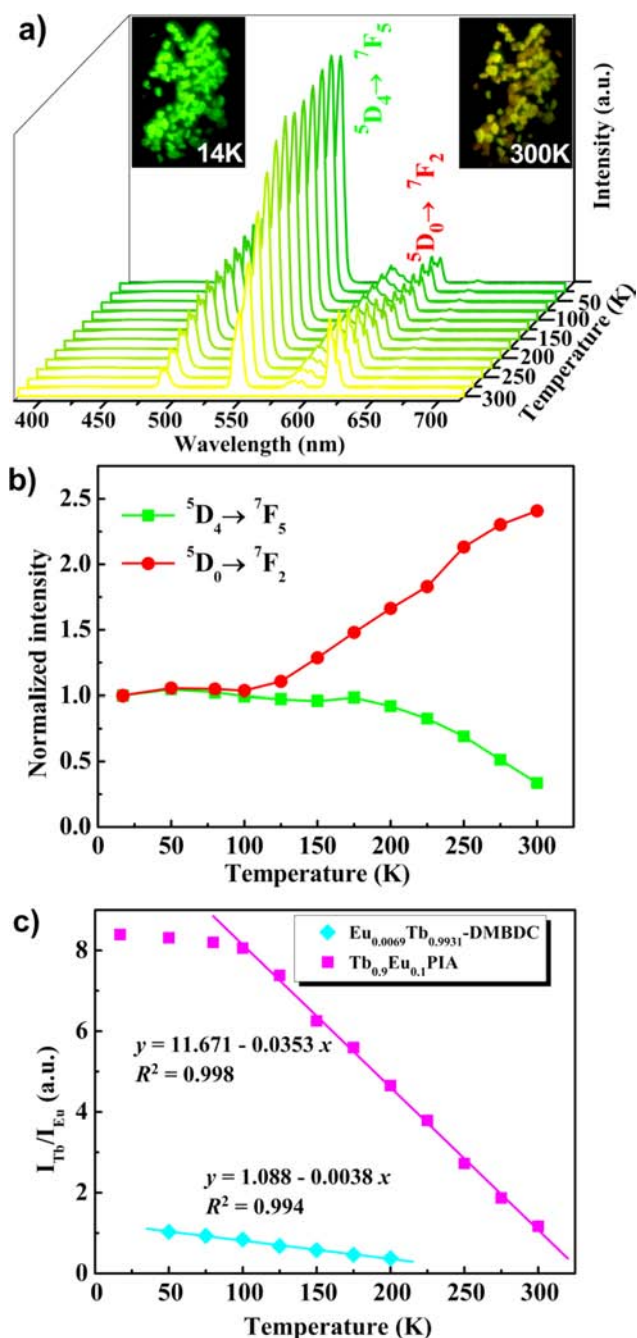 a)
14K
⁵D₄→ ⁷F₅
⁵D₀→ ⁷F₂
300K
Intensity (a.u.)
50
100
150
200
250
300
Temperature (K)
400 450 500 550 600 650 700
Wavelength (nm)
b)
2.5
2.0
1.5
1.0
0.5
0.0
Normalized intensity
⁵D₄→ ⁷F₅
⁵D₀→ ⁷F₂
0 50 100 150 200 250 300
Temperature (K)
c)
8
6
4
2
0
I_Tb/I_Eu (a.u.)
Eu₀.₀₀₆₉Tb₀.₉₉₃₁-DMBDC
Tb₀.₉Eu₀.₁PIA
y = 11.671 - 0.0353 x
R² = 0.998
y = 1.088 - 0.0038 x
R² = 0.994
0 50 100 150 200 250 300
Temperature (K)